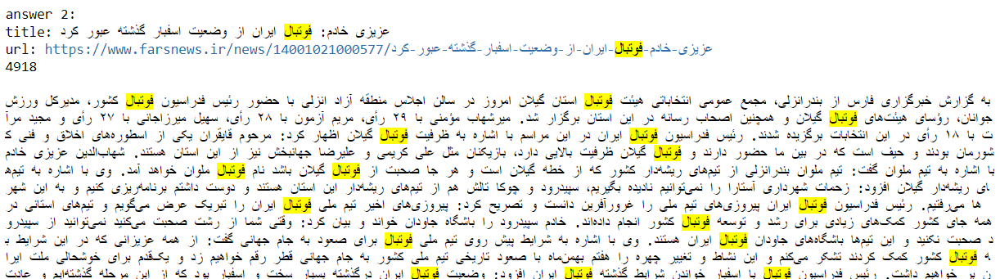 answer 2:
title: عزیزی خادم: فوتبال ایران از وضعیت اسفبار گذشته عبور کرد
url: https://www.farsnews.ir/news/14001021000577/عزیزی-خادم-فوتبال-ایران-از-وضعیت-اسفبار-گذشته-عبور-کرد
4918
به گزارش خبرگزاری فارس از بندرانزلی، مجمع عمومی انتخاباتی هیئت فوتبال استان گیلان امروز در سالن اجلاس منطقه آزاد انزلی با حضور رئیس فدراسیون فوتبال کشور، مدیرکل ورزش
جوانان، رؤسای هیئت‌های فوتبال گیلان و همچنین اصحاب رسانه در این استان برگزار شد. میرشهاب مؤمنی با ۲۹ رأی، مریم آزمون با ۲۸ رأی، سهیل میرزاجانی با ۲۷ رأی و مجید مرآ
ت با ۱۸ رأی در این انتخابات برگزیده شدند. رئیس فدراسیون فوتبال ایران در این مراسم با اشاره به ظرفیت فوتبال گیلان اظهار کرد: مرحوم قایقران یکی از اسطوره‌های اخلاق و فنی ک
شورمان بودند و حیف است که در بین ما حضور دارند و فوتبال گیلان ظرفیت بالایی دارد، بازیکنان مثل علی کریمی و علیرضا جهانبخش نیز از این استان هستند. شهاب‌الدین عزیزی خادم
با اشاره به تیم ملوان گفت: تیم ملوان بندرانزلی از تیم‌های ریشه‌دار کشور که از خطه گیلان است و هر جا صحبت از فوتبال گیلان باشد نام فوتبال ملوان خواهد آمد. وی با اشاره به تیم‌ه
ای ریشه‌دار گیلان افزود: زحمات شهرداری آستارا را نمی‌توانیم نادیده بگیریم، سپیدرود و چوکا تالش هم از تیم‌های ریشه‌دار این استان هستند و دوست داشتم برنامه‌ریزی کنیم و به این شهر
ها می‌رفتیم. رئیس فدراسیون فوتبال ایران پیروزی‌های تیم ملی را غرورآفرین دانست و تصریح کرد: پیروزی‌های اخیر تیم ملی فوتبال ایران را تبریک عرض می‌گویم و تیم‌های استانی در
همه جای کشور کمک‌های زیادی برای رشد و توسعه فوتبال کشور انجام داده‌اند. خادم سپیدرود را باشگاه جاودان خواند و بیان کرد: وقتی شما از رشت صحبت می‌کنید نمی‌توانید از سپیدرو
د صحبت نکنید و این تیم‌ها باشگاه‌های جاودان فوتبال ایران هستند. وی با اشاره به شرایط پیش روی تیم ملی فوتبال برای صعود به جام جهانی گفت: از همه عزیزانی که در این شرایط ب
ه فوتبال کشور کمک کردند تشکر می‌کنم و این نشاط و تغییر چهره را هفتم بهمن‌ماه با صعود تاریخی تیم ملی کشور به جام جهانی قطر رقم خواهیم زد و یک‌قدم برای خوشحالی ملت ایرا
ن بر خواهیم داشت. رئیس فدراسیون فوتبال با اسفبار خواندن شرایط گذشته فوتبال ایران افزود: وضعیت فوتبال ایران درگذشته بسیار سخت و اسفبار بود که از این مرحله گذشته‌ایم و عادت